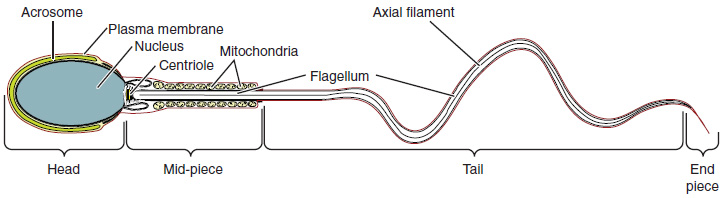 Acrosome
Plasma membrane
Nucleus
Centriole
Mitochondria
Flagellum
Axial filament
Head
Mid-piece
Tail
End
piece